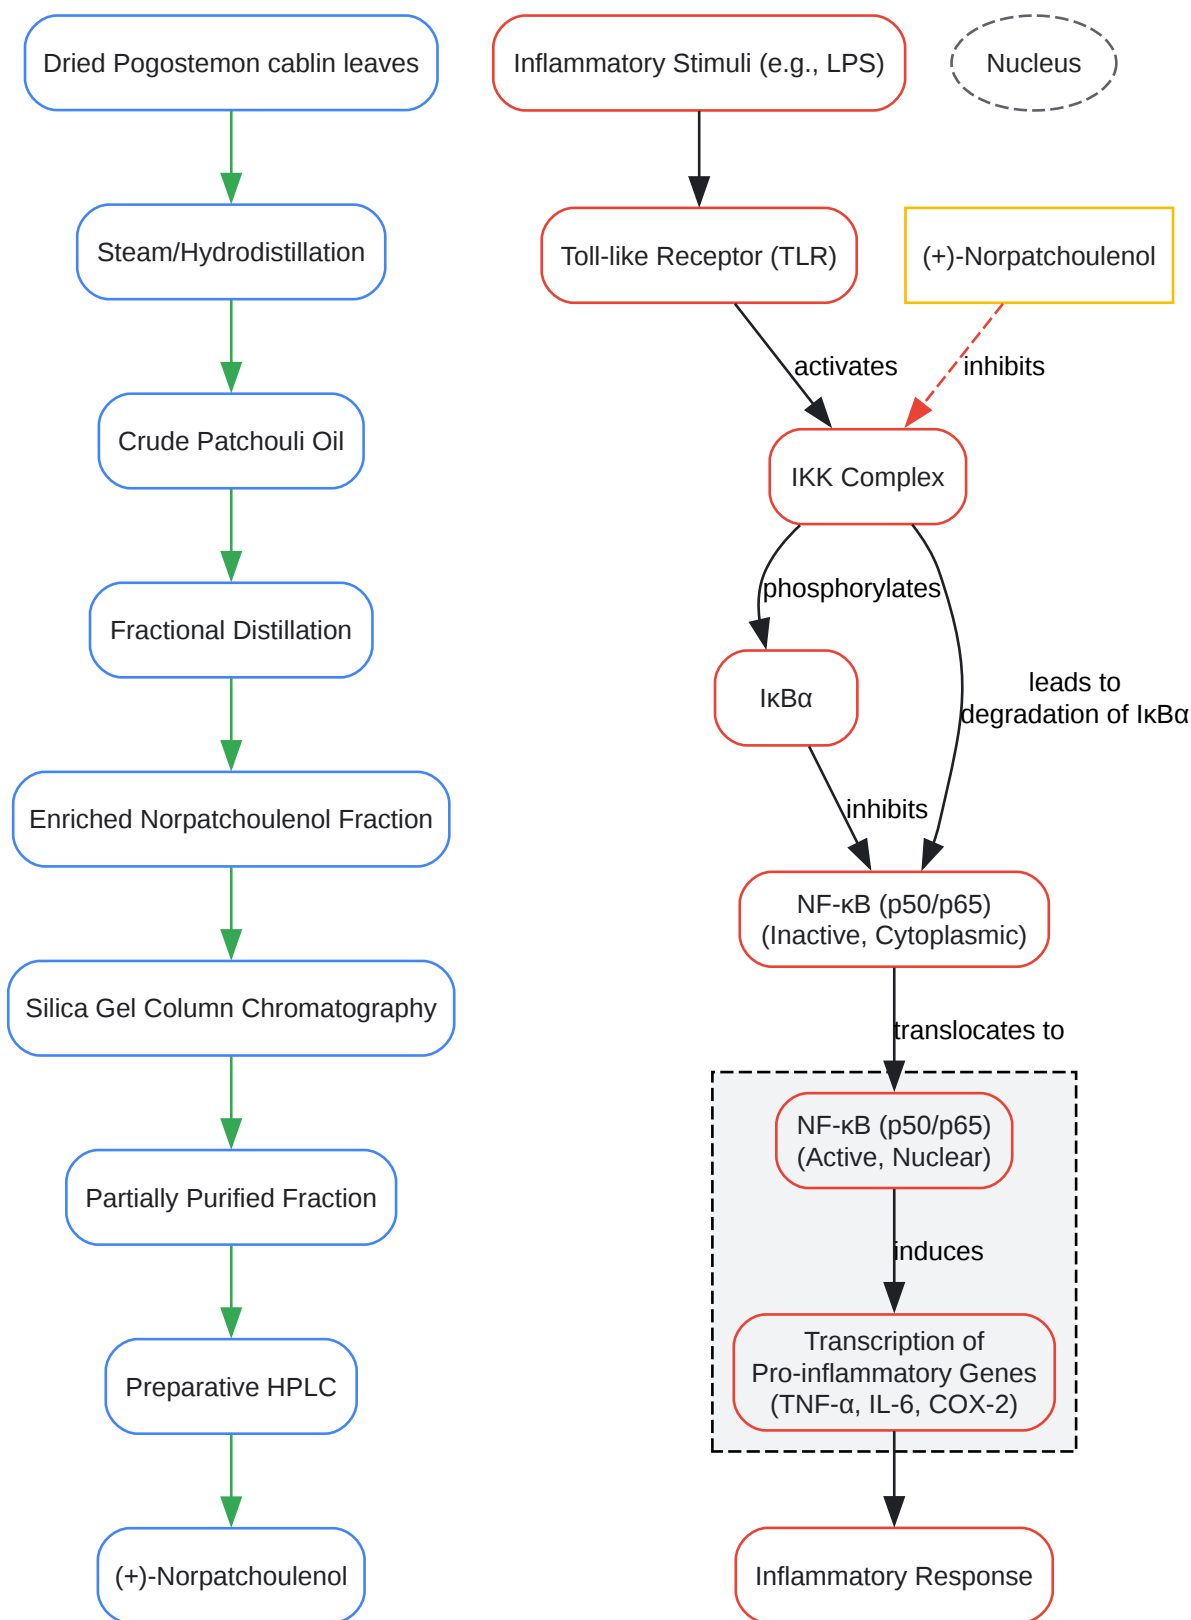 Dried Pogostemon cablin leaves
Steam/Hydrodistillation
Crude Patchouli Oil
Fractional Distillation
Enriched Norpatchoulenol Fraction
Silica Gel Column Chromatography
Partially Purified Fraction
Preparative HPLC
(+)-Norpatchoulenol
Inflammatory Stimuli (e.g., LPS)
Nucleus
Toll-like Receptor (TLR)
(+)-Norpatchoulenol
activates
inhibits
IKK Complex
phosphorylates
IκBα
leads to
degradation of IκBα
inhibits
NF-κB (p50/p65)
(Inactive, Cytoplasmic)
translocates to
NF-κB (p50/p65)
(Active, Nuclear)
induces
Transcription of
Pro-inflammatory Genes
(TNF-α, IL-6, COX-2)
Inflammatory Response